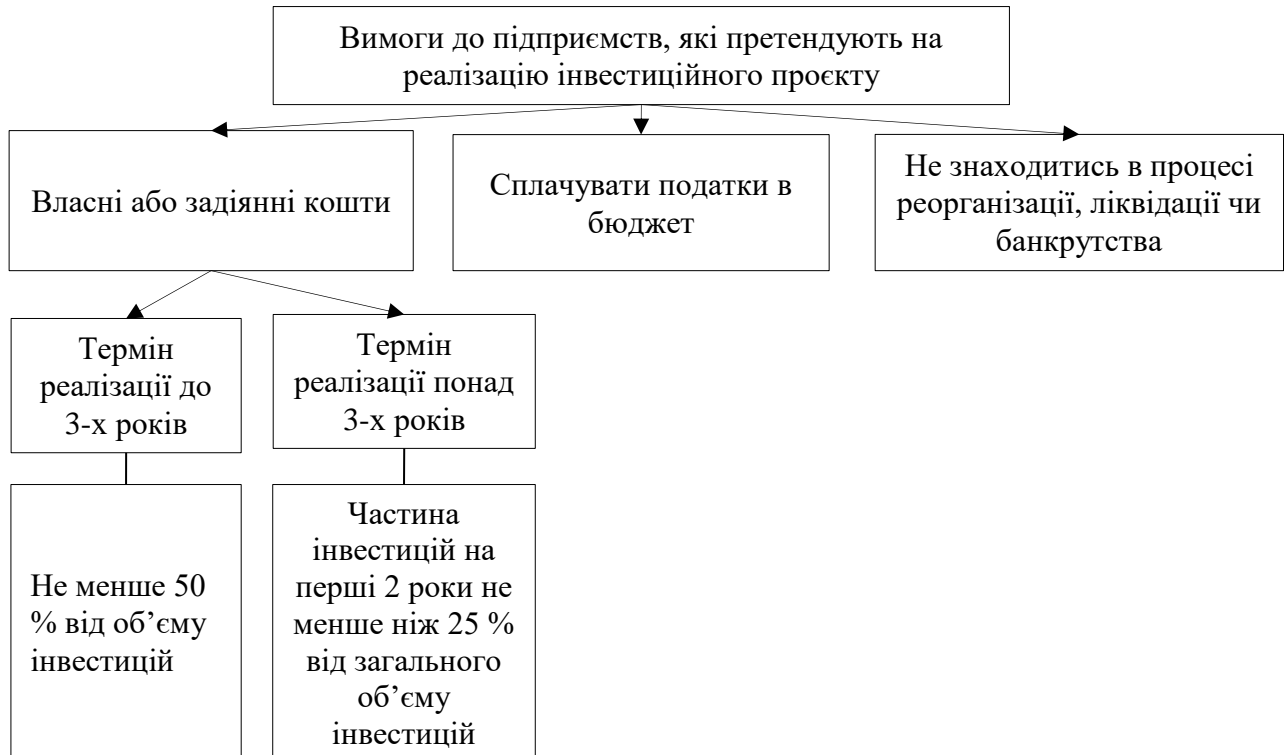 Вимоги до підприємств, які претендують на
реалізацію інвестиційного проєкту
Власні або задіянні кошти
Сплачувати податки в
бюджет
Не знаходитись в процесі
реорганізації, ліквідації чи
банкрутства
Термін
реалізації до
3-х років
Термін
реалізації понад
3-х років
Не менше 50
% від об’єму
інвестицій
Частина
інвестицій на
перші 2 роки не
менше ніж 25 %
від загального
об’єму
інвестицій